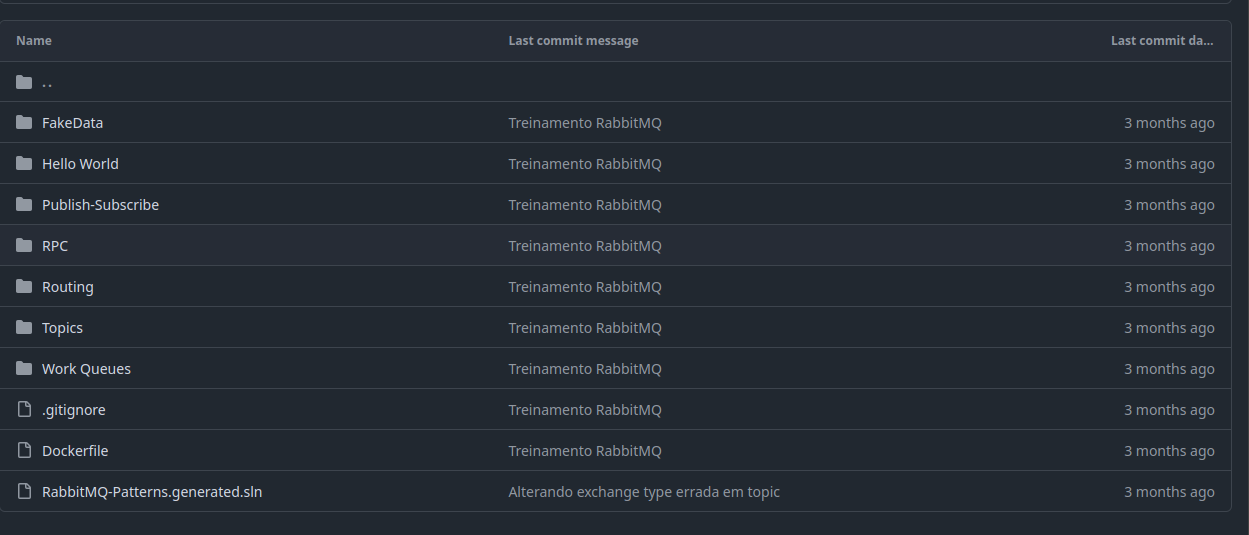 Name Last commit message Last commit da...
..
FakeData Treinamento RabbitMQ 3 months ago
Hello World Treinamento RabbitMQ 3 months ago
Publish-Subscribe Treinamento RabbitMQ 3 months ago
RPC Treinamento RabbitMQ 3 months ago
Routing Treinamento RabbitMQ 3 months ago
Topics Treinamento RabbitMQ 3 months ago
Work Queues Treinamento RabbitMQ 3 months ago
.gitignore Treinamento RabbitMQ 3 months ago
Dockerfile Treinamento RabbitMQ 3 months ago
RabbitMQ-Patterns.generated.sln Alterando exchange type errada em topic 3 months ago